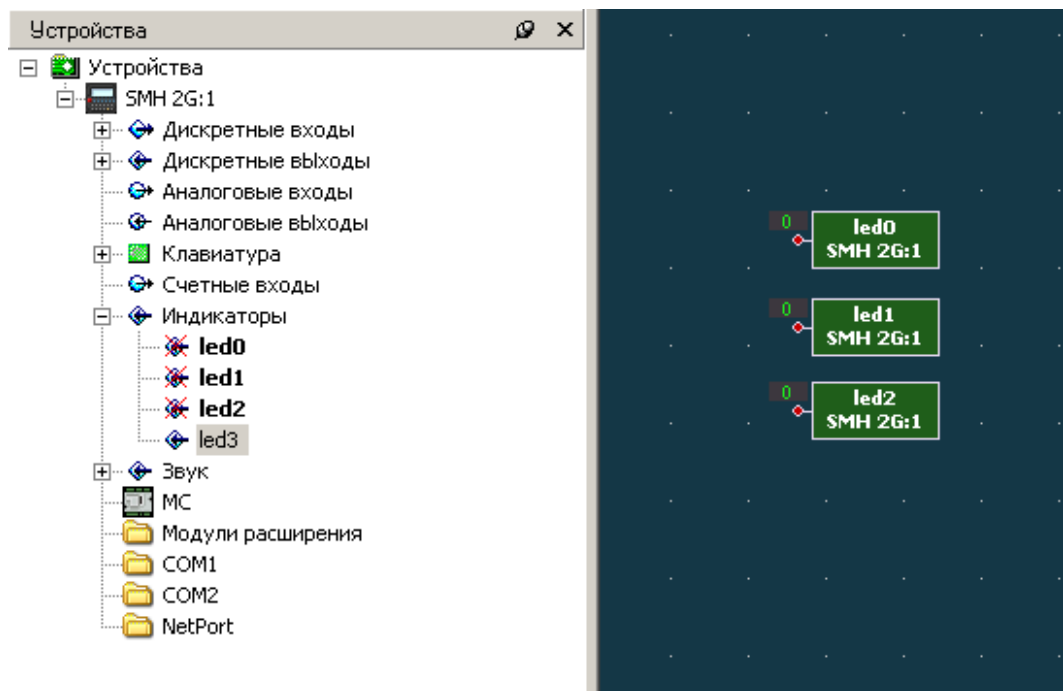 Устройства
Устройства
SMH 2G:1
Дискретные входы
Дискретные вЫходы
Аналоговые входы
Аналоговые вЫходы
Клавиатура
Счетные входы
Индикаторы
led0
led1
led2
led3
Звук
MC
Модули расширения
COM1
COM2
NetPort
0
led0
SMH 2G:1
0
led1
SMH 2G:1
0
led2
SMH 2G:1